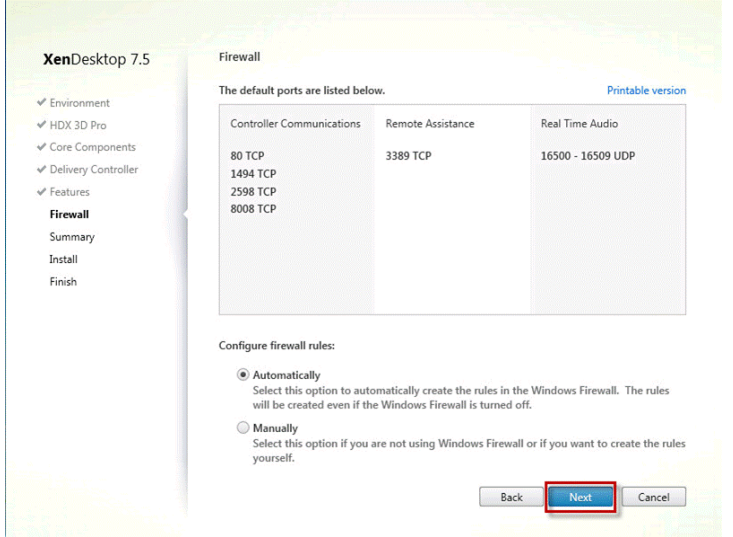 XenDesktop 7.5
Environment
HDX 3D Pro
Core Components
Delivery Controller
Features
Firewall
Summary
Install
Finish
Firewall
The default ports are listed below.
Printable version
Controller Communications
80 TCP
1494 TCP
2598 TCP
8008 TCP
Remote Assistance
3389 TCP
Real Time Audio
16500 - 16509 UDP
Configure firewall rules:
Automatically
Select this option to automatically create the rules in the Windows Firewall. The rules
will be created even if the Windows Firewall is turned off.
Manually
Select this option if you are not using Windows Firewall or if you want to create the rules
yourself.
Back
Next
Cancel